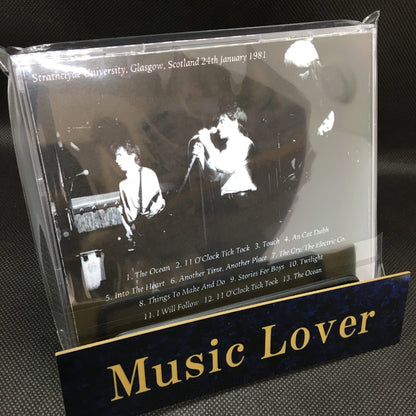 Strathclyde University, Glasgow, Scotland 24th January 1981
1. The Ocean 2. 11 O'Clock Tick Tock 3. Touch 4. An Cat Dubh
5. Into The Heart 6. Another Time, Another Place 7. The Cry/The Electric Co.
8. Things To Make And Do 9. Stories For Boys 10. Twilight
11. I Will Follow 12. 11 O'Clock Tick Tock 13. The Ocean
Music Lover